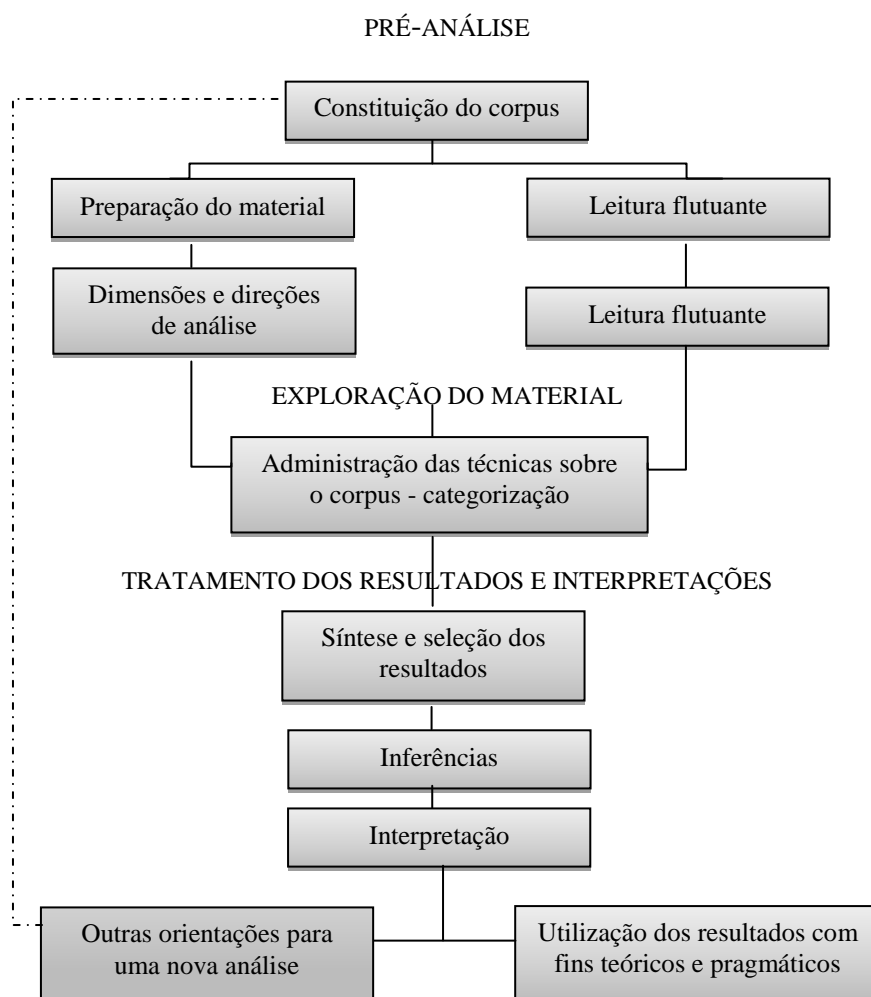 PRÉ-ANÁLISE
Constituição do corpus
Preparação do material
Leitura flutuante
Dimensões e direções
de análise
Leitura flutuante
EXPLORAÇÃO DO MATERIAL
Administração das técnicas sobre
o corpus - categorização
TRATAMENTO DOS RESULTADOS E INTERPRETAÇÕES
Síntese e seleção dos
resultados
Inferências
Interpretação
Outras orientações para
uma nova análise
Utilização dos resultados com
fins teóricos e pragmáticos